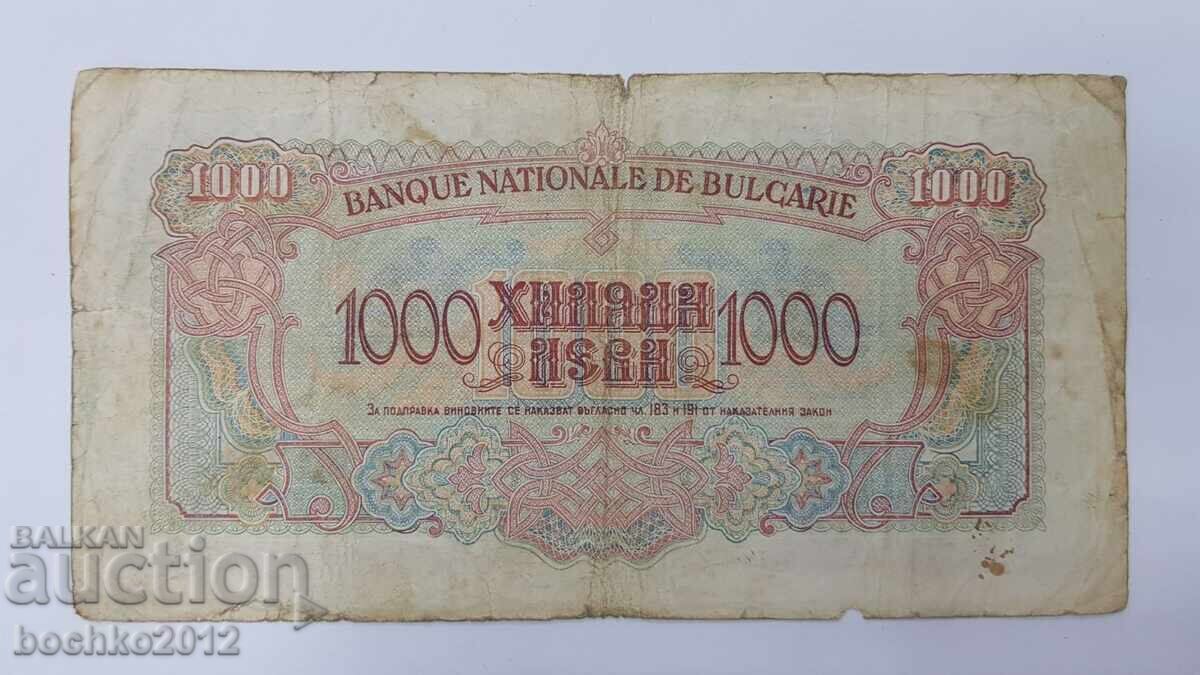 1000
BANQUE NATIONALE DE BULGARIE
1000
1000 ХИЛЯДИ 1000
ЛЕВА
За подправка виновните се наказват въгласно чл. 183 и 191 от наказателния закон
BALKAN
auction
bochko2012